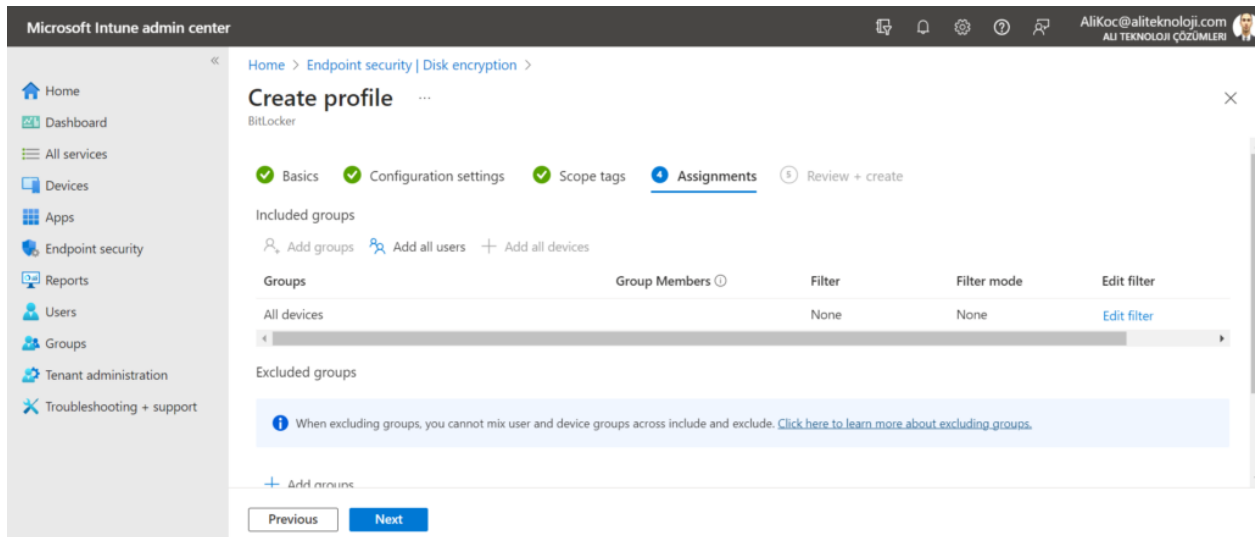 Microsoft Intune admin center
AliKoc@aliteknoloji.com
ALI TEKNOLOJI ÇÖZÜMLERI
«
Home > Endpoint security | Disk encryption >
Home
Dashboard
All services
Devices
Apps
Endpoint security
Reports
Users
Groups
Tenant administration
Troubleshooting + support
Create profile ...
BitLocker
Basics Configuration settings Scope tags 4 Assignments 5 Review + create
Included groups
Add groups Add all users Add all devices
Groups Group Members Filter Filter mode Edit filter
All devices None None Edit filter
Excluded groups
When excluding groups, you cannot mix user and device groups across include and exclude. Click here to learn more about excluding groups.
Add groups
Previous Next